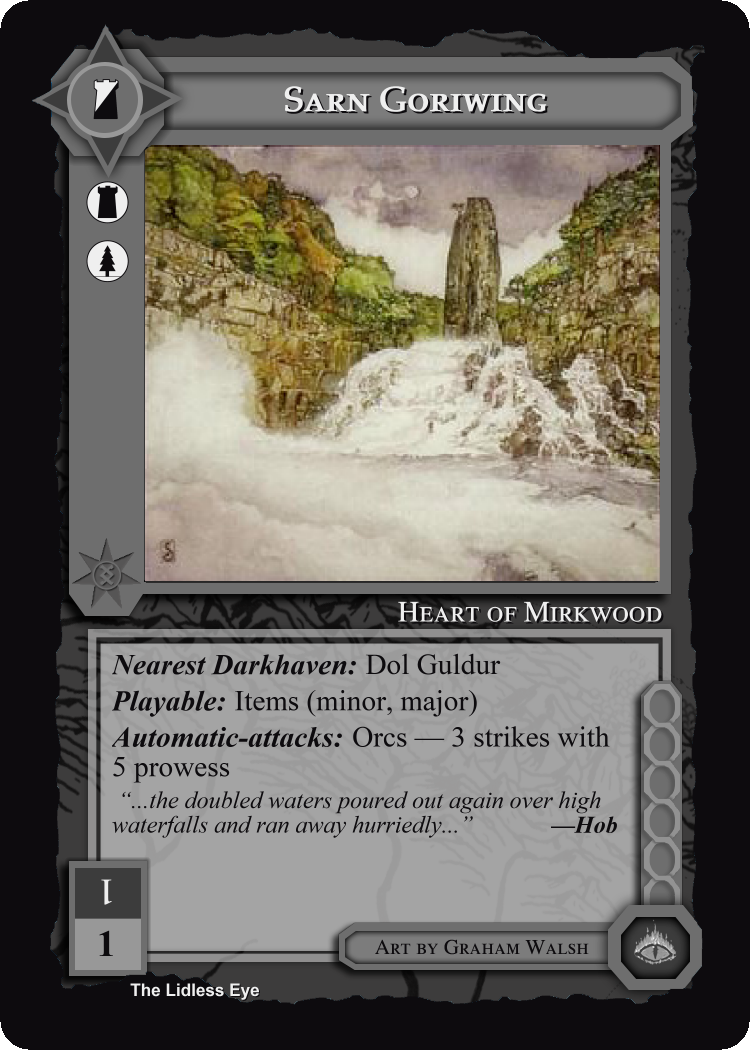 Sarn Goriwing
Heart of Mirkwood
Nearest Darkhaven: Dol Guldur
Playable: Items (minor, major)
Automatic-attacks: Orcs — 3 strikes with
5 prowess
“...the doubled waters poured out again over high
waterfalls and ran away hurriedly...” —Hob
1
1
Art by Graham Walsh
The Lidless Eye